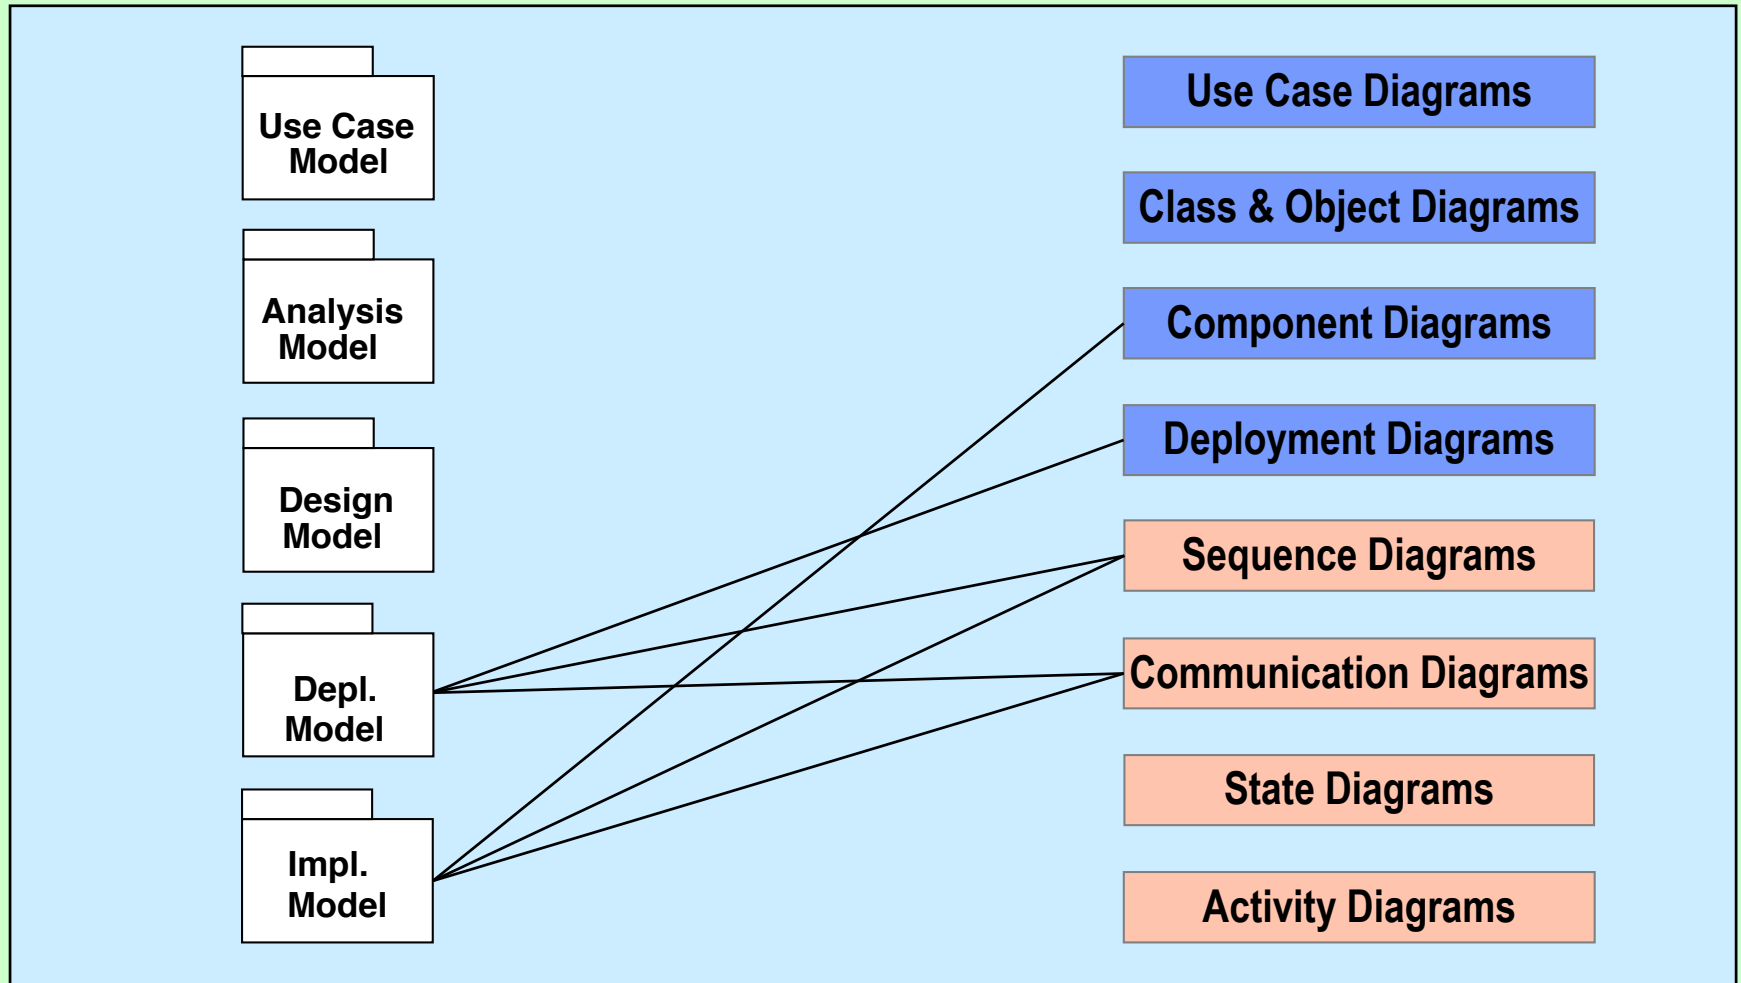 Use Case
Model
Analysis
Model
Design
Model
Depl.
Model
Impl.
Model
Use Case Diagrams
Class & Object Diagrams
Component Diagrams
Deployment Diagrams
Sequence Diagrams
Communication Diagrams
State Diagrams
Activity Diagrams